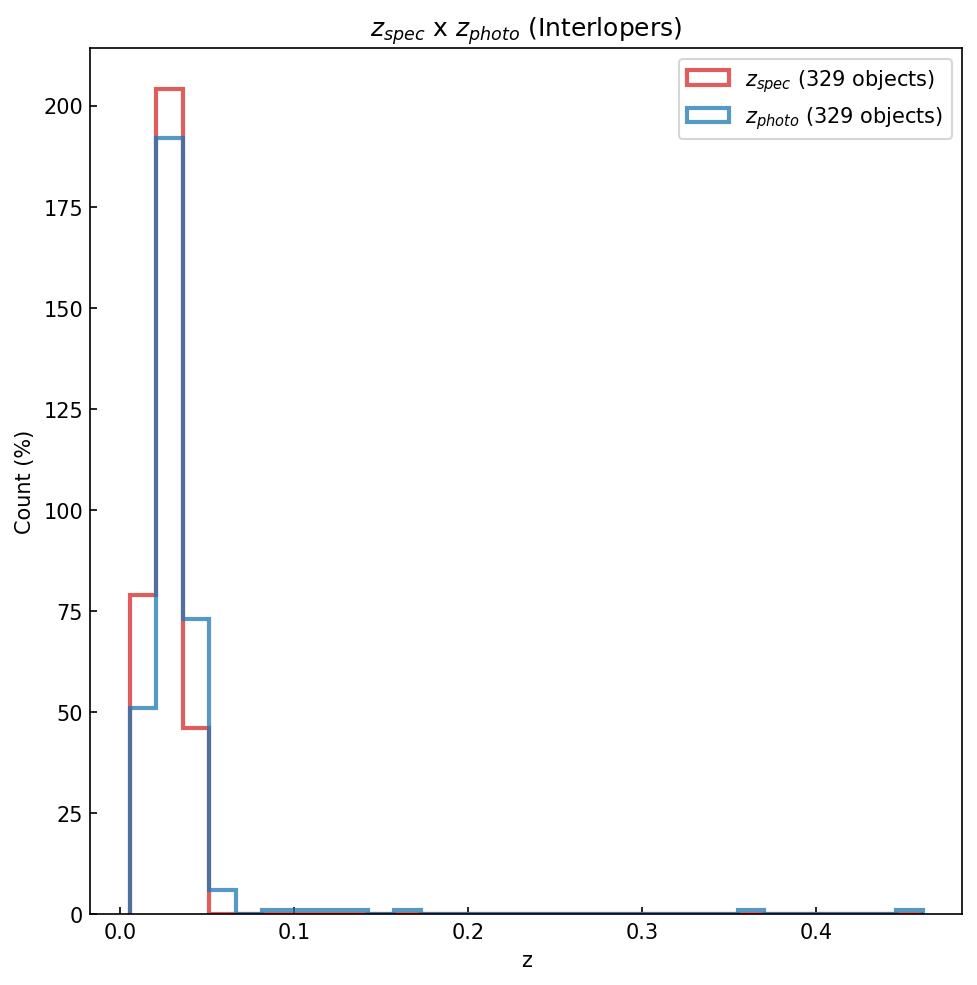 z_spec x z_photo (Interlopers)
z_spec (329 objects)
z_photo (329 objects)
Count (%)
200
175
150
125
100
75
50
25
0
0.0 0.1 0.2 0.3 0.4
z